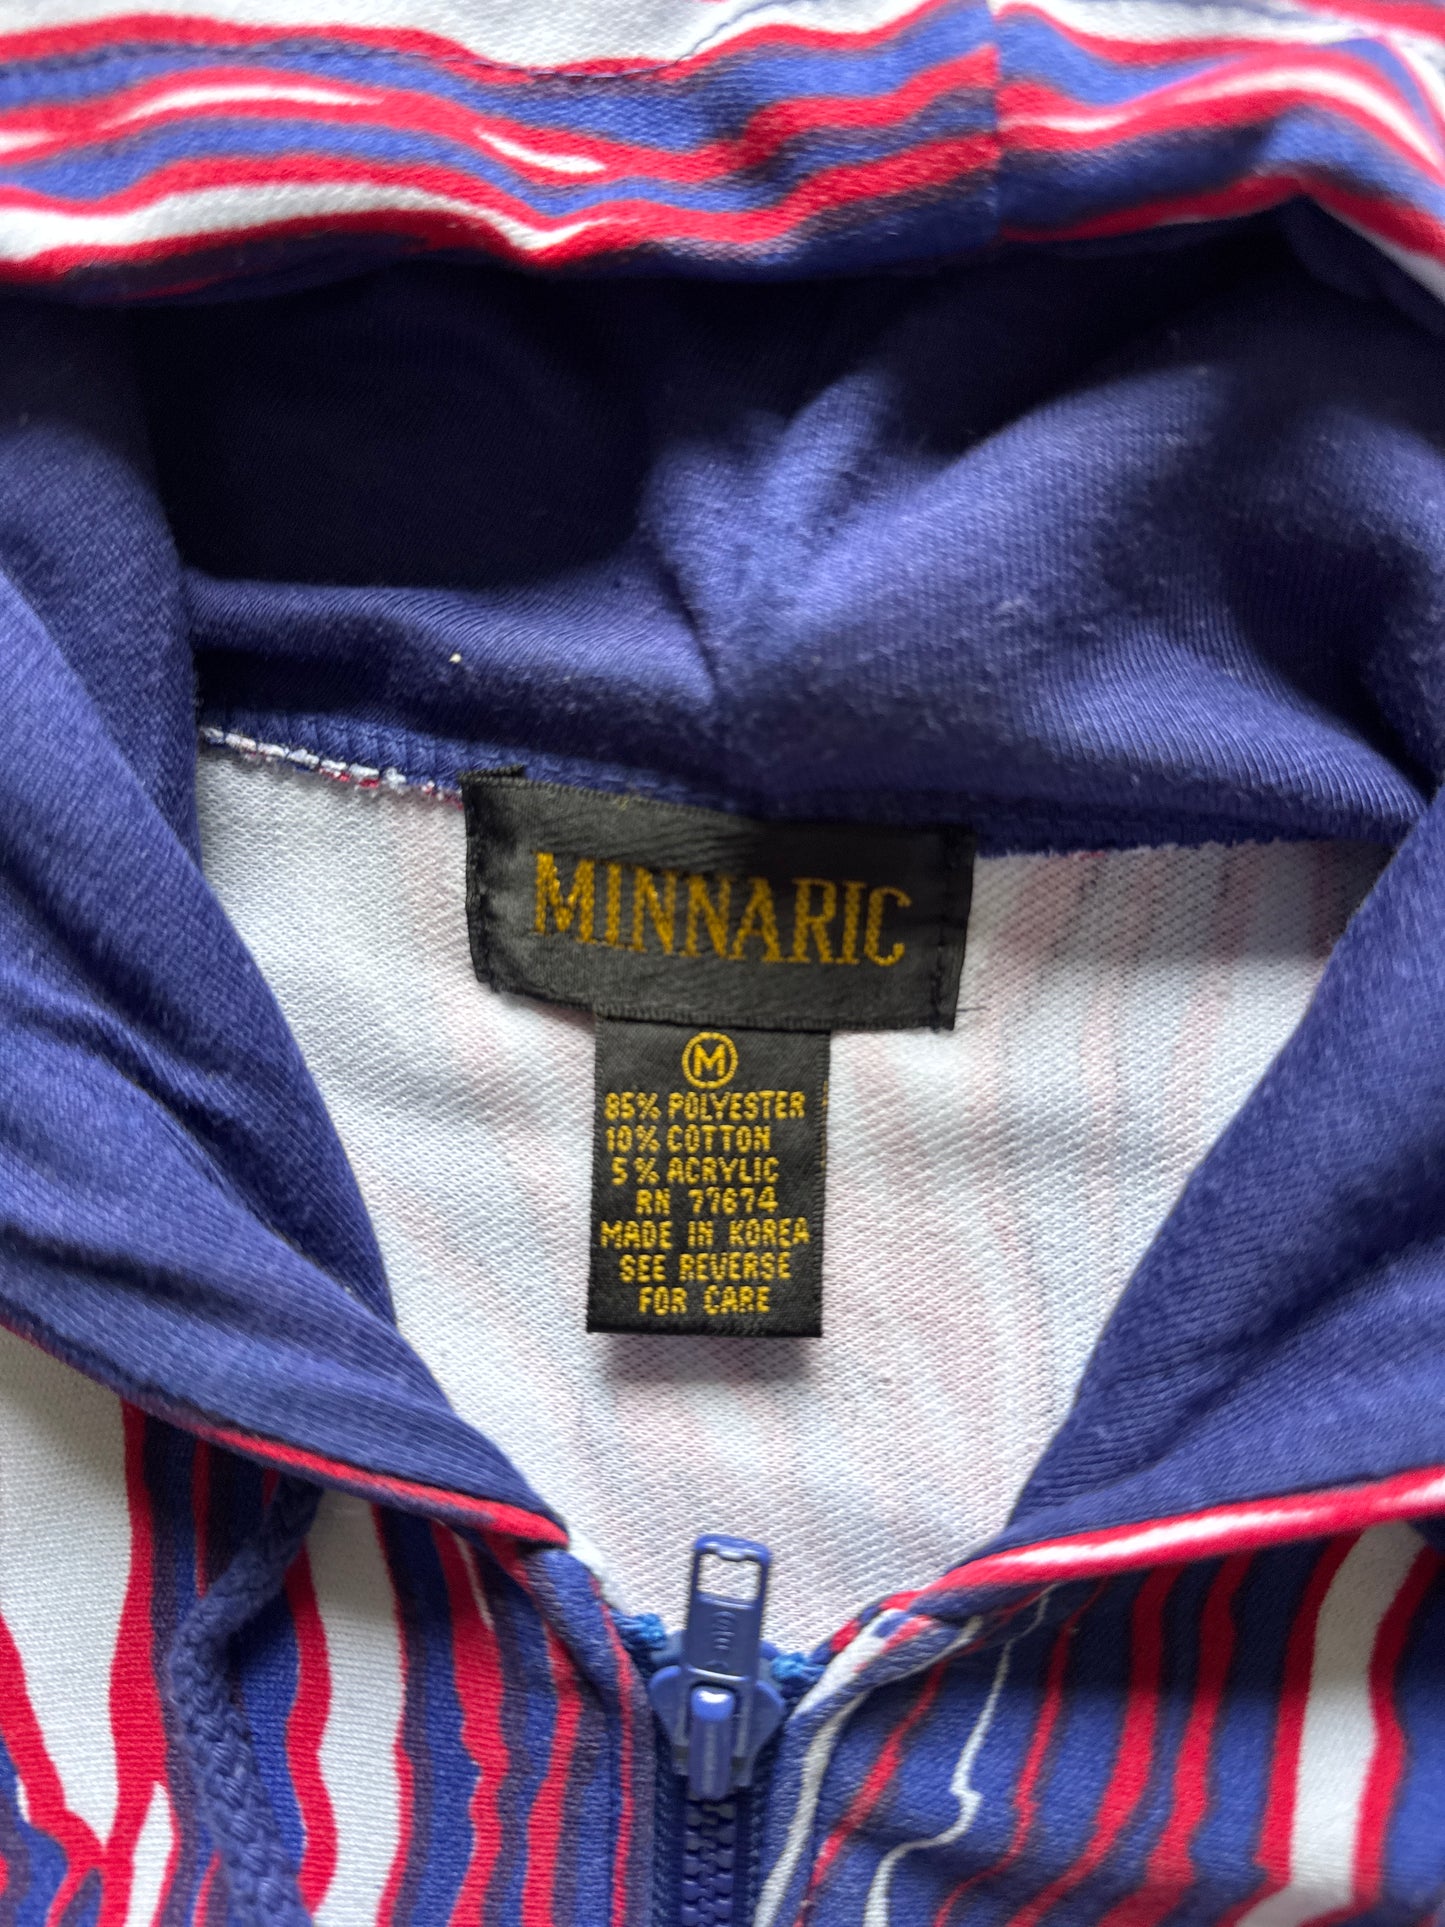 MINNARIC
M
85% POLYESTER
10% COTTON
5% ACRYLIC
RN 77674
MADE IN KOREA
SEE REVERSE
FOR CARE